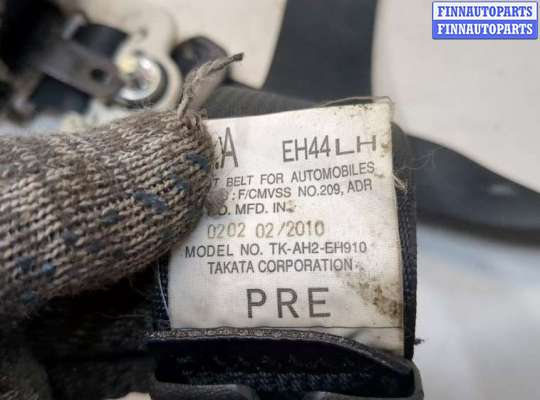 FINNAUTOPARTS
FINNAUTOPARTS
EH44LH
BELT FOR AUTOMOBILES
: F/CMVSS NO.209, ADR
MFD. IN
0202 02/2010
MODEL NO. TK-AH2-EH910
TAKATA CORPORATION
PRE